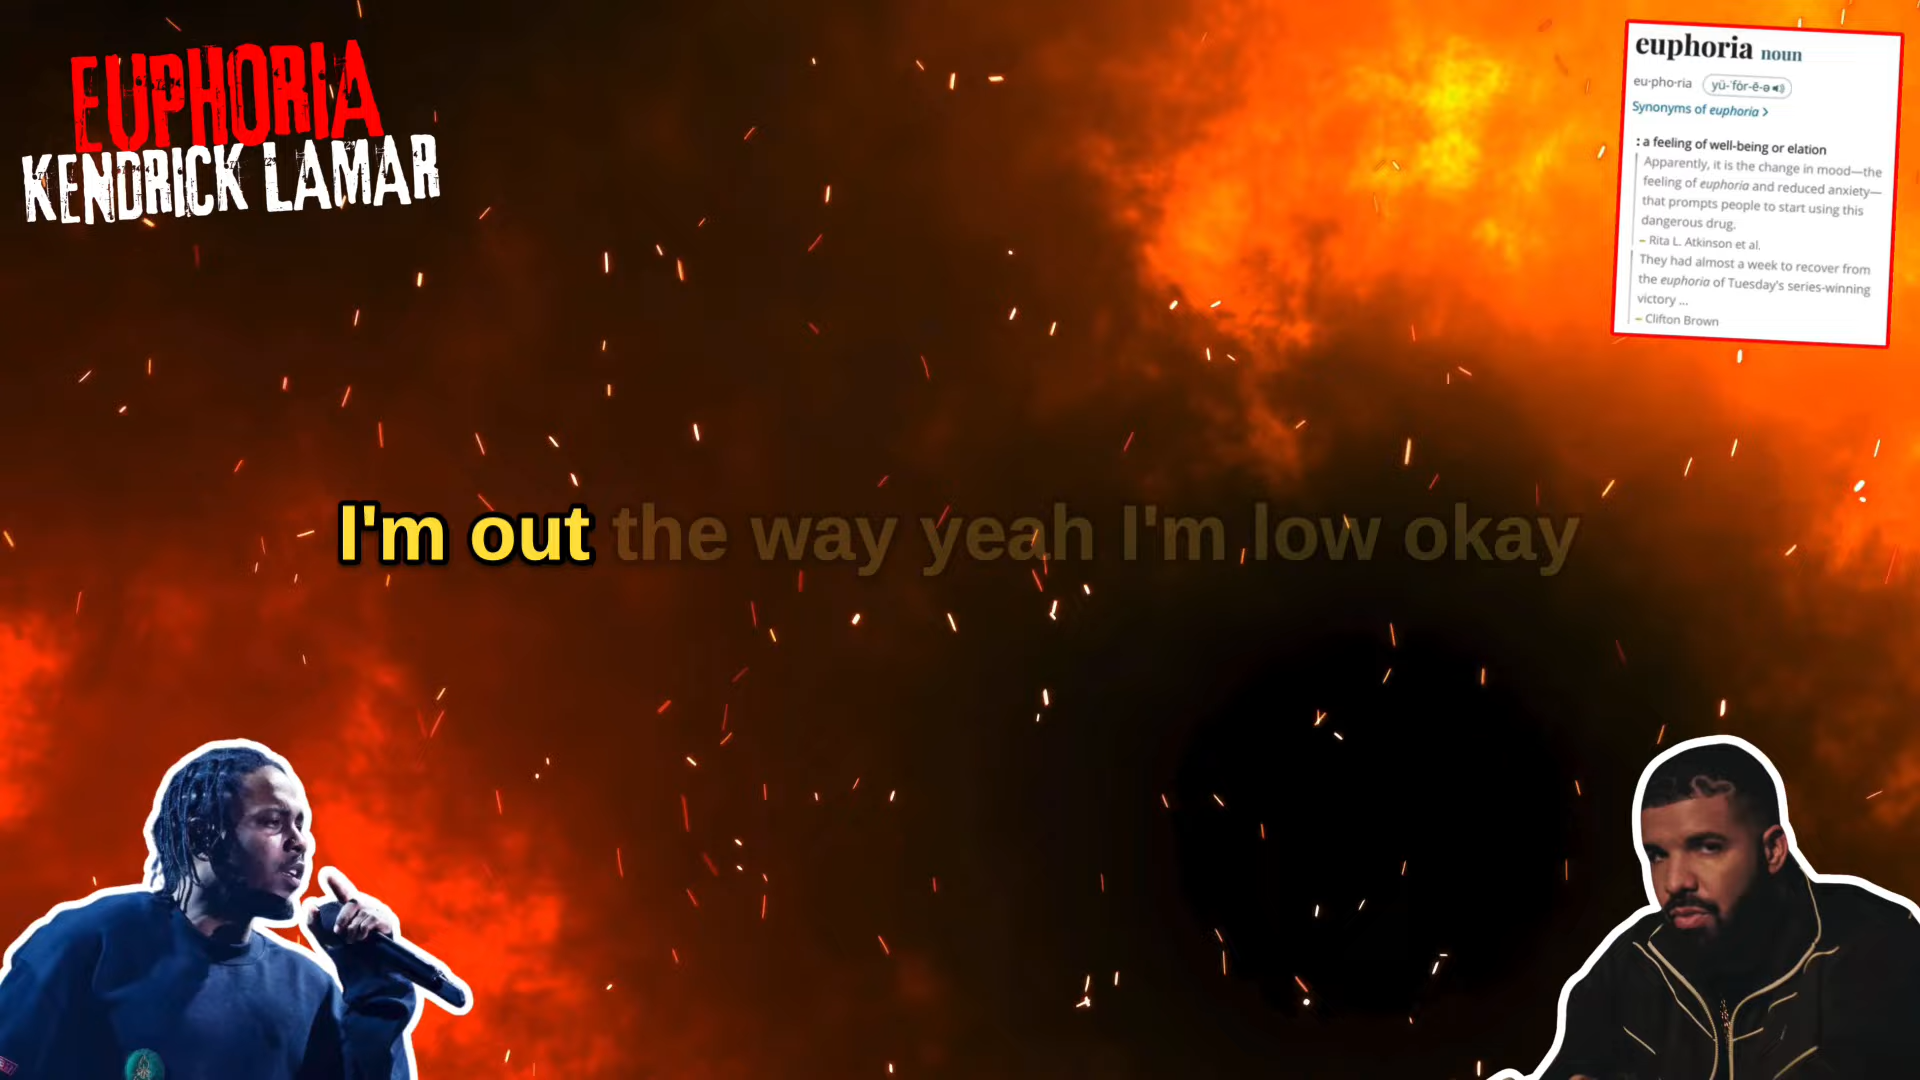 EUPHORIA
KENDRICK LAMAR
euphoria noun
eu·pho·ria yü-ˈfȯr-ē-ə
Synonyms of euphoria
: a feeling of well-being or elation
Apparently, it is the change in mood—the
feeling of euphoria and reduced anxiety—
that prompts people to start using this
dangerous drug.
– Rita L. Atkinson et al.
They had almost a week to recover from
the euphoria of Tuesday's series-winning
victory ...
– Clifton Brown
I'm out the way yeah I'm low okay